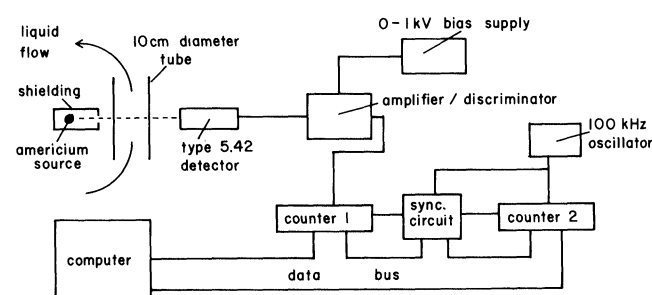 0-1kV bias supply
liquid
flow
10cm diameter
tube
shielding
amplifier / discriminator
americium
source
type 5.42
detector
100 kHz
oscillator
counter 1
sync.
circuit
counter 2
computer
data bus